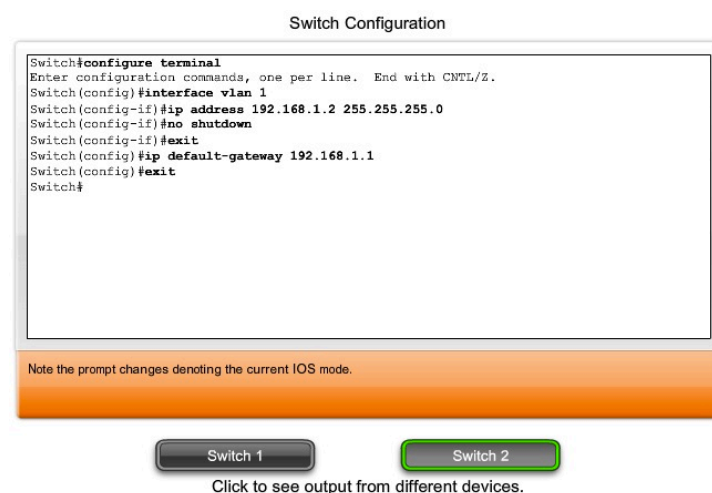 Switch Configuration
Switch#configure terminal
Enter configuration commands, one per line.  End with CNTL/Z.
Switch(config)#interface vlan 1
Switch(config-if)#ip address 192.168.1.2 255.255.255.0
Switch(config-if)#no shutdown
Switch(config-if)#exit
Switch(config)#ip default-gateway 192.168.1.1
Switch(config)#exit
Switch#
Note the prompt changes denoting the current IOS mode.
Switch 1
Switch 2
Click to see output from different devices.